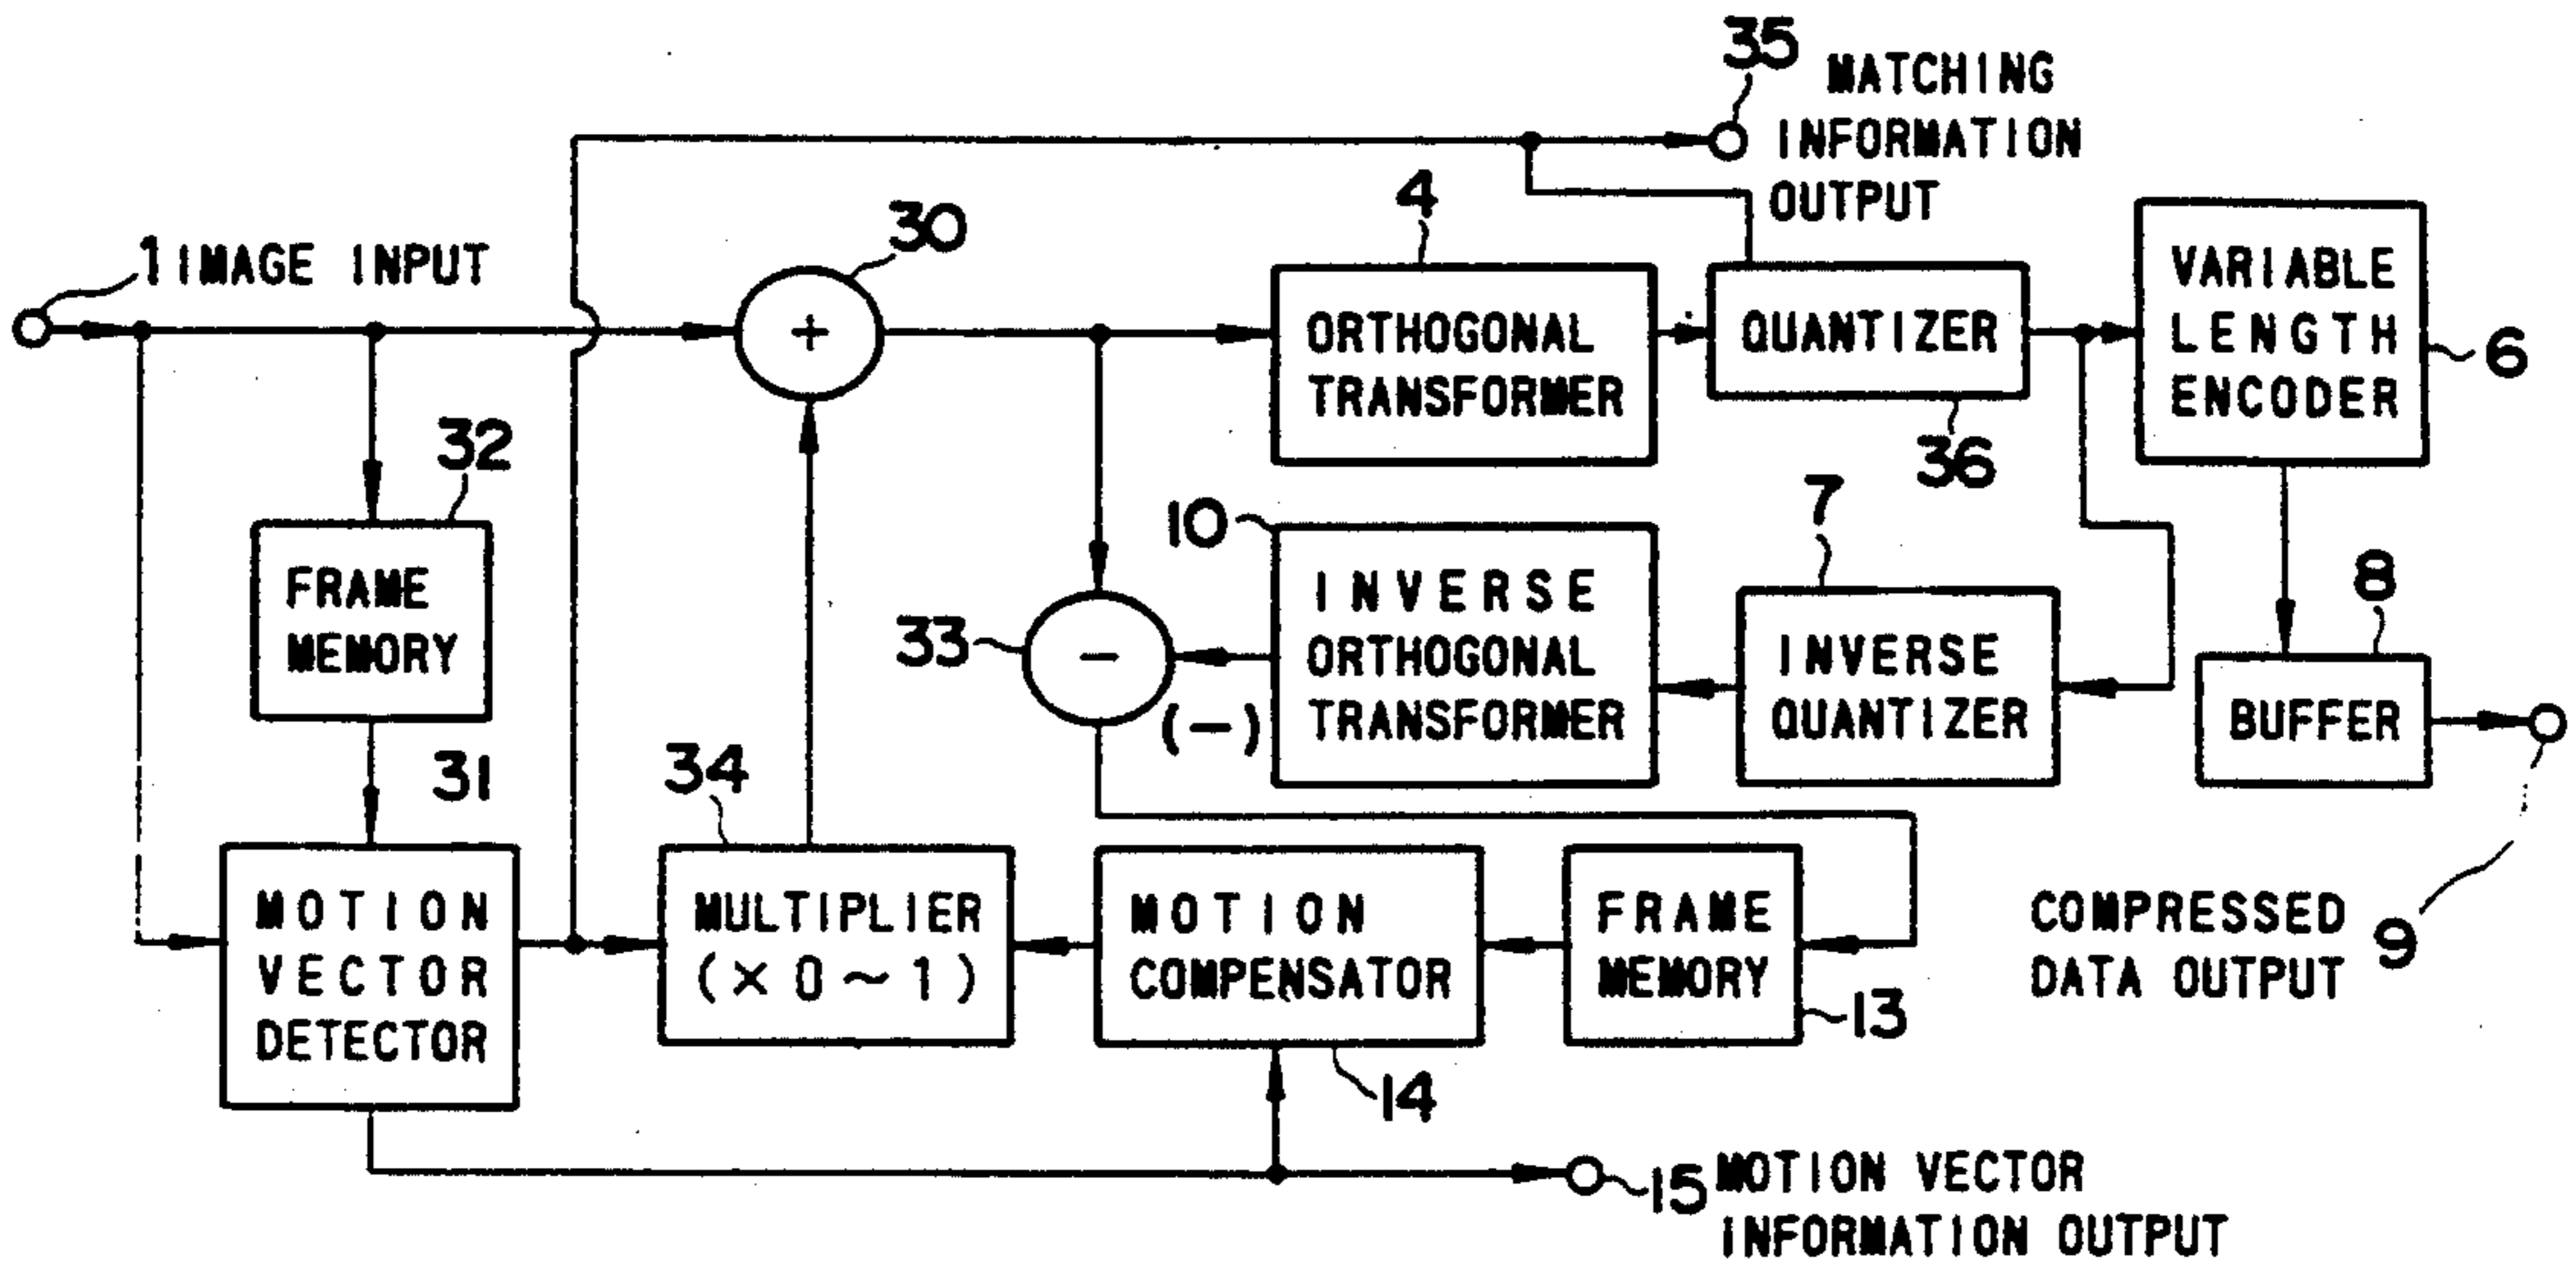 35
MATCHING
INFORMATION
OUTPUT
1 IMAGE INPUT
30
+
4
ORTHOGONAL
TRANSFORMER
QUANTIZER
36
VARIABLE
LENGTH
ENCODER
6
32
FRAME
MEMORY
33
−
(−)
10
INVERSE
ORTHOGONAL
TRANSFORMER
7
INVERSE
QUANTIZER
8
BUFFER
31
MOTION
VECTOR
DETECTOR
34
MULTIPLIER
(×0~1)
MOTION
COMPENSATOR
14
FRAME
MEMORY
13
COMPRESSED
DATA OUTPUT
9
15 MOTION VECTOR
INFORMATION OUTPUT